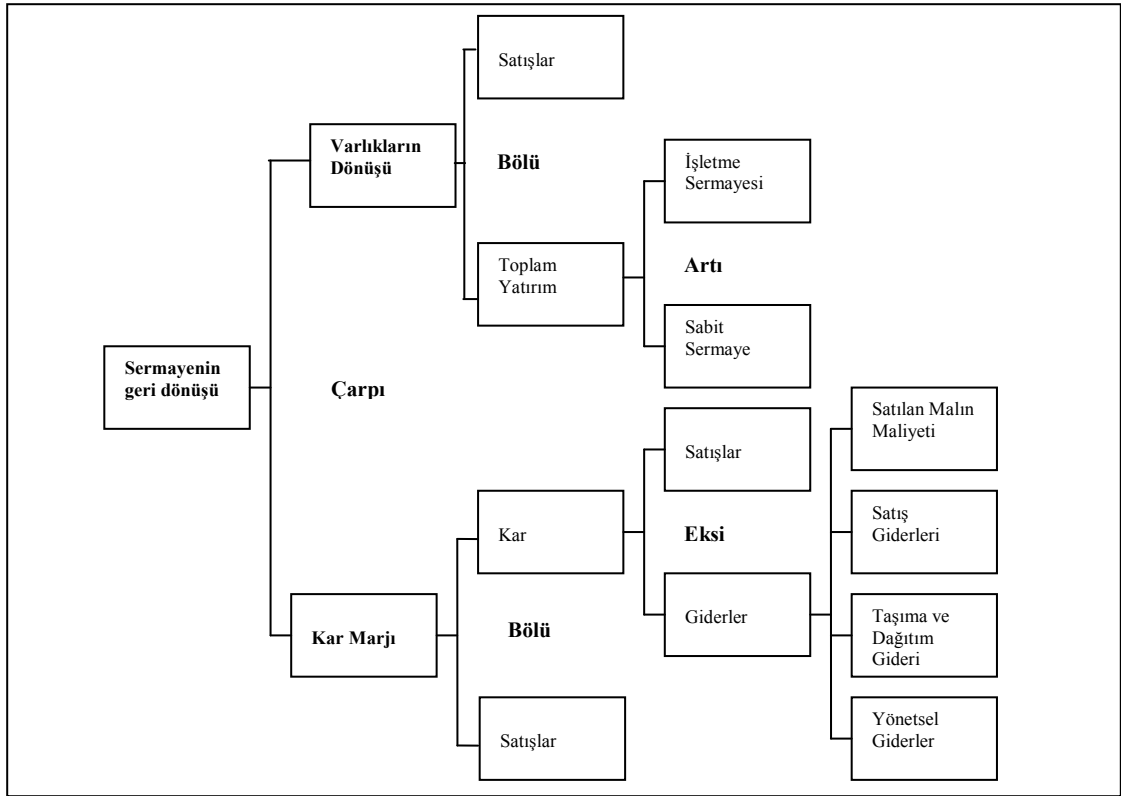 Satışlar
Varlıkların
Dönüşü
Bölü
İşletme
Sermayesi
Toplam
Yatırım
Artı
Sabit
Sermaye
Sermayenin
geri dönüşü
Çarpı
Satılan Malın
Maliyeti
Satışlar
Kar
Eksi
Satış
Giderleri
Giderler
Kar Marjı
Bölü
Taşıma ve
Dağıtım
Gideri
Satışlar
Yönetsel
Giderler